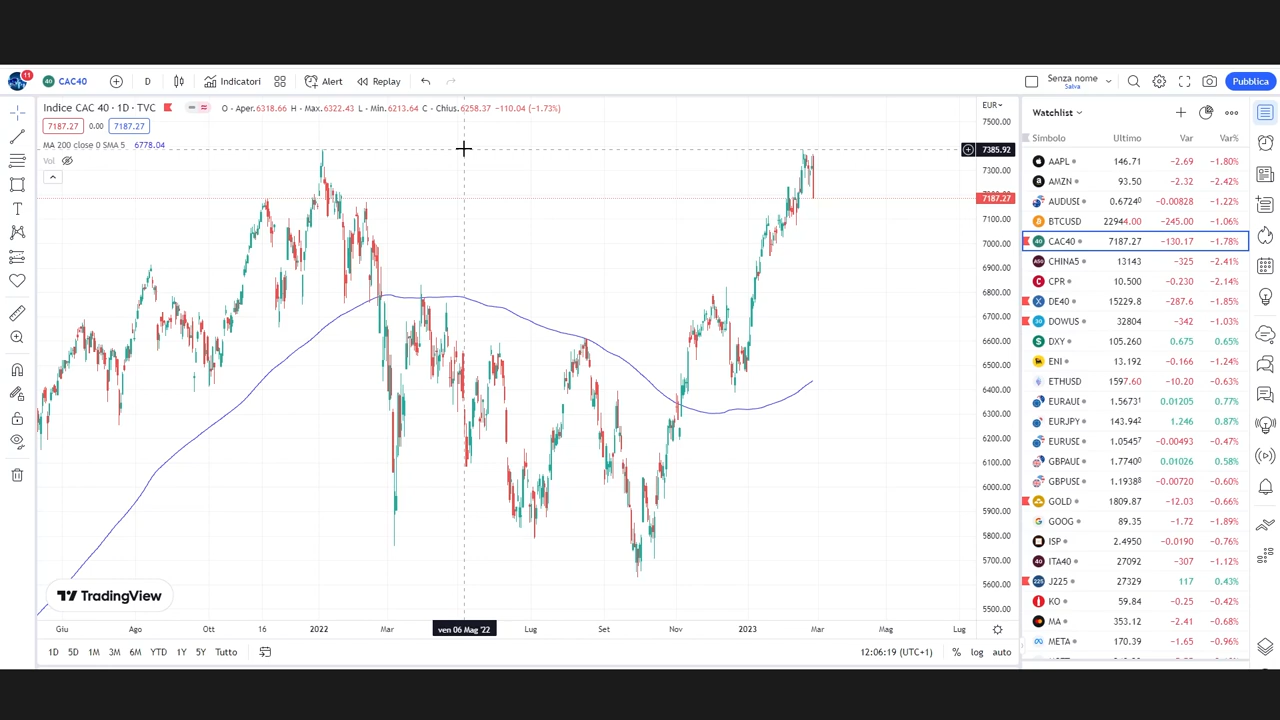 11 CAC40 D Indicatori Alert Replay Senza nome Salva Pubblica
Indice CAC 40 · 1D · TVC O - Aper.6318.66 H - Max.6322.43 L - Min.6213.64 C - Chius.6258.37 -110.04 (-1.73%)
7187.27 0.00 7187.27
MA 200 close 0 SMA 5 6778.04
Vol
EUR
7500.00
7385.92
7300.00
7187.27
7100.00
7000.00
6900.00
6800.00
6700.00
6600.00
6500.00
6400.00
6300.00
6200.00
6100.00
6000.00
5900.00
5800.00
5700.00
5600.00
5500.00
TradingView
Giu Ago Ott 16 2022 Mar ven 06 Mag '22 Lug Set Nov 2023 Mar Mag Lug
1D 5D 1M 3M 6M YTD 1Y 5Y Tutto 12:06:19 (UTC+1) % log auto
Watchlist
Simbolo Ultimo Var Var%
AAPL 146.71 -2.69 -1.80%
AMZN 93.50 -2.32 -2.42%
AUDUSI 0.67240 -0.00828 -1.22%
BTCUSD 22944.00 -245.00 -1.06%
CAC40 7187.27 -130.17 -1.78%
CHINA5 13143 -325 -2.41%
CPR 10.500 -0.230 -2.14%
DE40 15229.8 -287.6 -1.85%
DOWUS 32804 -342 -1.03%
DXY 105.260 0.675 0.65%
ENI 13.192 -0.166 -1.24%
ETHUSD 1597.60 -10.20 -0.63%
EURAUI 1.56731 0.01205 0.77%
EURJPY 143.942 1.246 0.87%
EURUSI 1.05457 -0.00493 -0.47%
GBPAUI 1.77400 0.01026 0.58%
GBPUSI 1.19388 -0.00720 -0.60%
GOLD 1809.87 -12.03 -0.66%
GOOG 89.35 -1.72 -1.89%
ISP 2.4950 -0.0190 -0.76%
ITA40 27092 -307 -1.12%
J225 27329 117 0.43%
KO 59.84 -0.25 -0.42%
MA 353.12 -2.41 -0.68%
META 170.39 -1.65 -0.96%